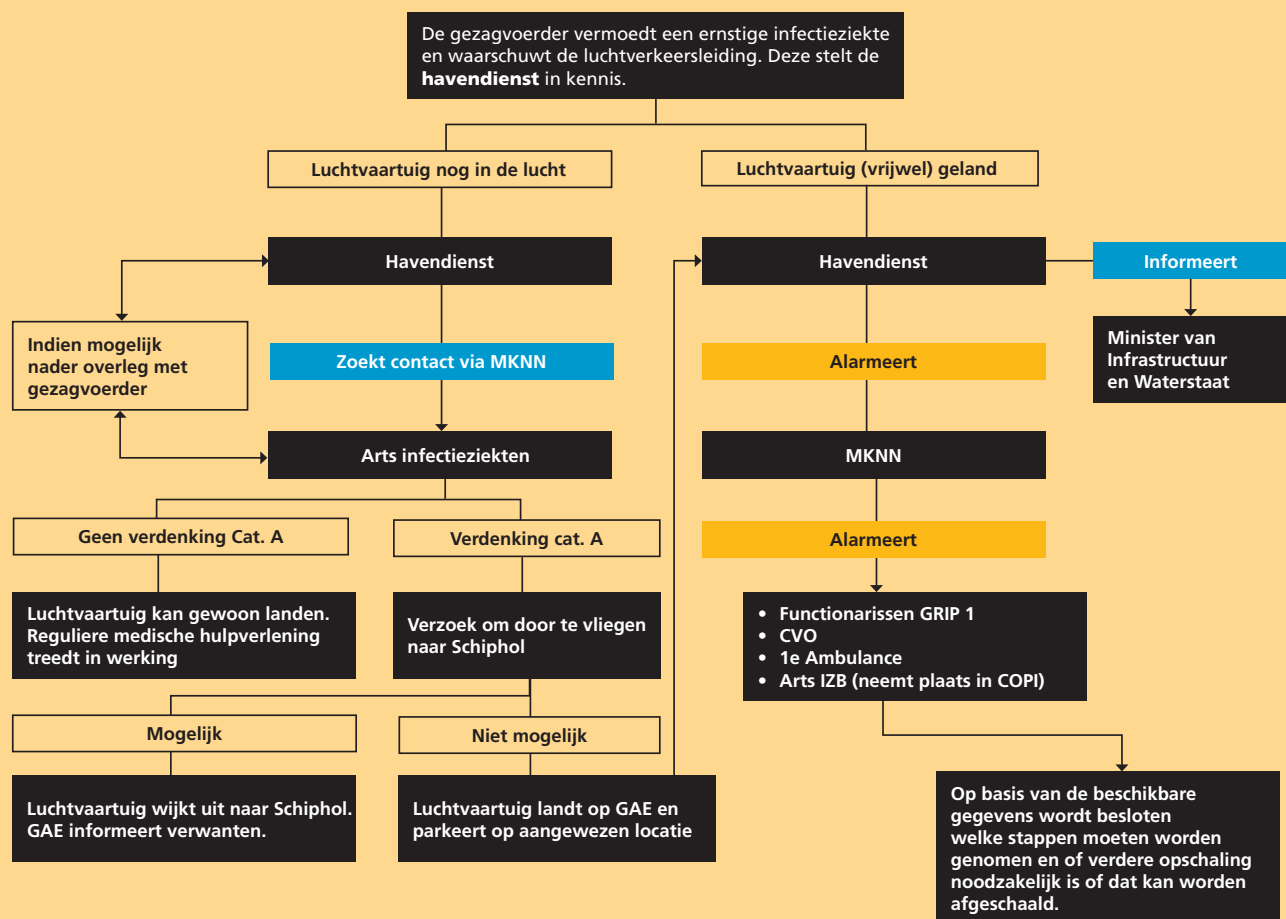 De gezagvoerder vermoedt een ernstige infectieziekte
en waarschuwt de luchtverkeersleiding. Deze stelt de
havendienst in kennis.
Luchtvaartuig nog in de lucht
Luchtvaartuig (vrijwel) geland
Havendienst
Havendienst
Informeert
Indien mogelijk
nader overleg met
gezagvoerder
Zoekt contact via MKNN
Alarmeert
Minister van
Infrastructuur
en Waterstaat
Arts infectieziekten
MKNN
Geen verdenking Cat. A
Verdenking cat. A
Alarmeert
Luchtvaartuig kan gewoon landen.
Reguliere medische hulpverlening
treedt in werking
Verzoek om door te vliegen
naar Schiphol
• Functionarissen GRIP 1
• CVO
• 1e Ambulance
• Arts IZB (neemt plaats in COPI)
Mogelijk
Niet mogelijk
Luchtvaartuig wijkt uit naar Schiphol.
GAE informeert verwanten.
Luchtvaartuig landt op GAE en
parkeert op aangewezen locatie
Op basis van de beschikbare
gegevens wordt besloten
welke stappen moeten worden
genomen en of verdere opschaling
noodzakelijk is of dat kan worden
afgeschaald.